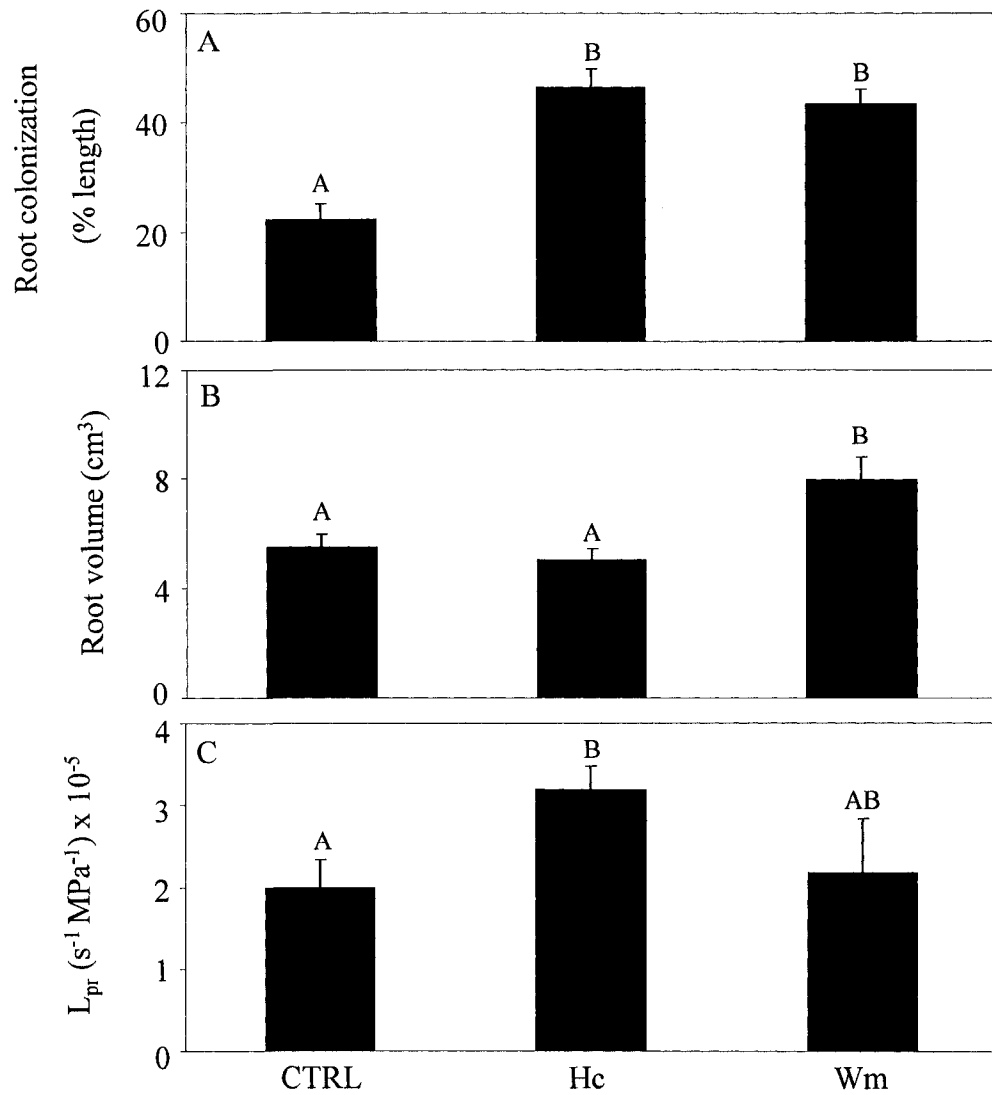 60
A
B
B
40
A
20
0
Root colonization
(% length)
12
B
B
8
A
A
4
0
Root volume (cm³)
4
C
B
AB
3
A
2
1
0
Lpr (s⁻¹ MPa⁻¹) x 10⁻⁵
CTRL Hc Wm